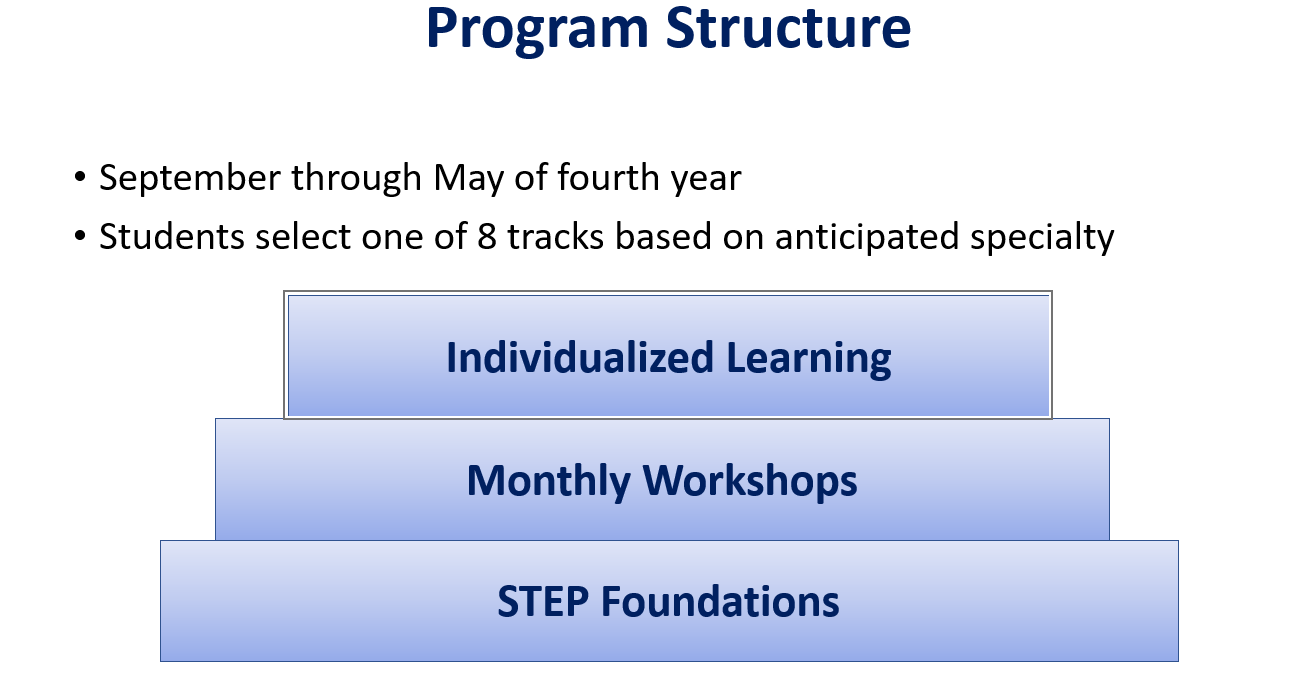 Program Structure
• September through May of fourth year
• Students select one of 8 tracks based on anticipated specialty
Individualized Learning
Monthly Workshops
STEP Foundations